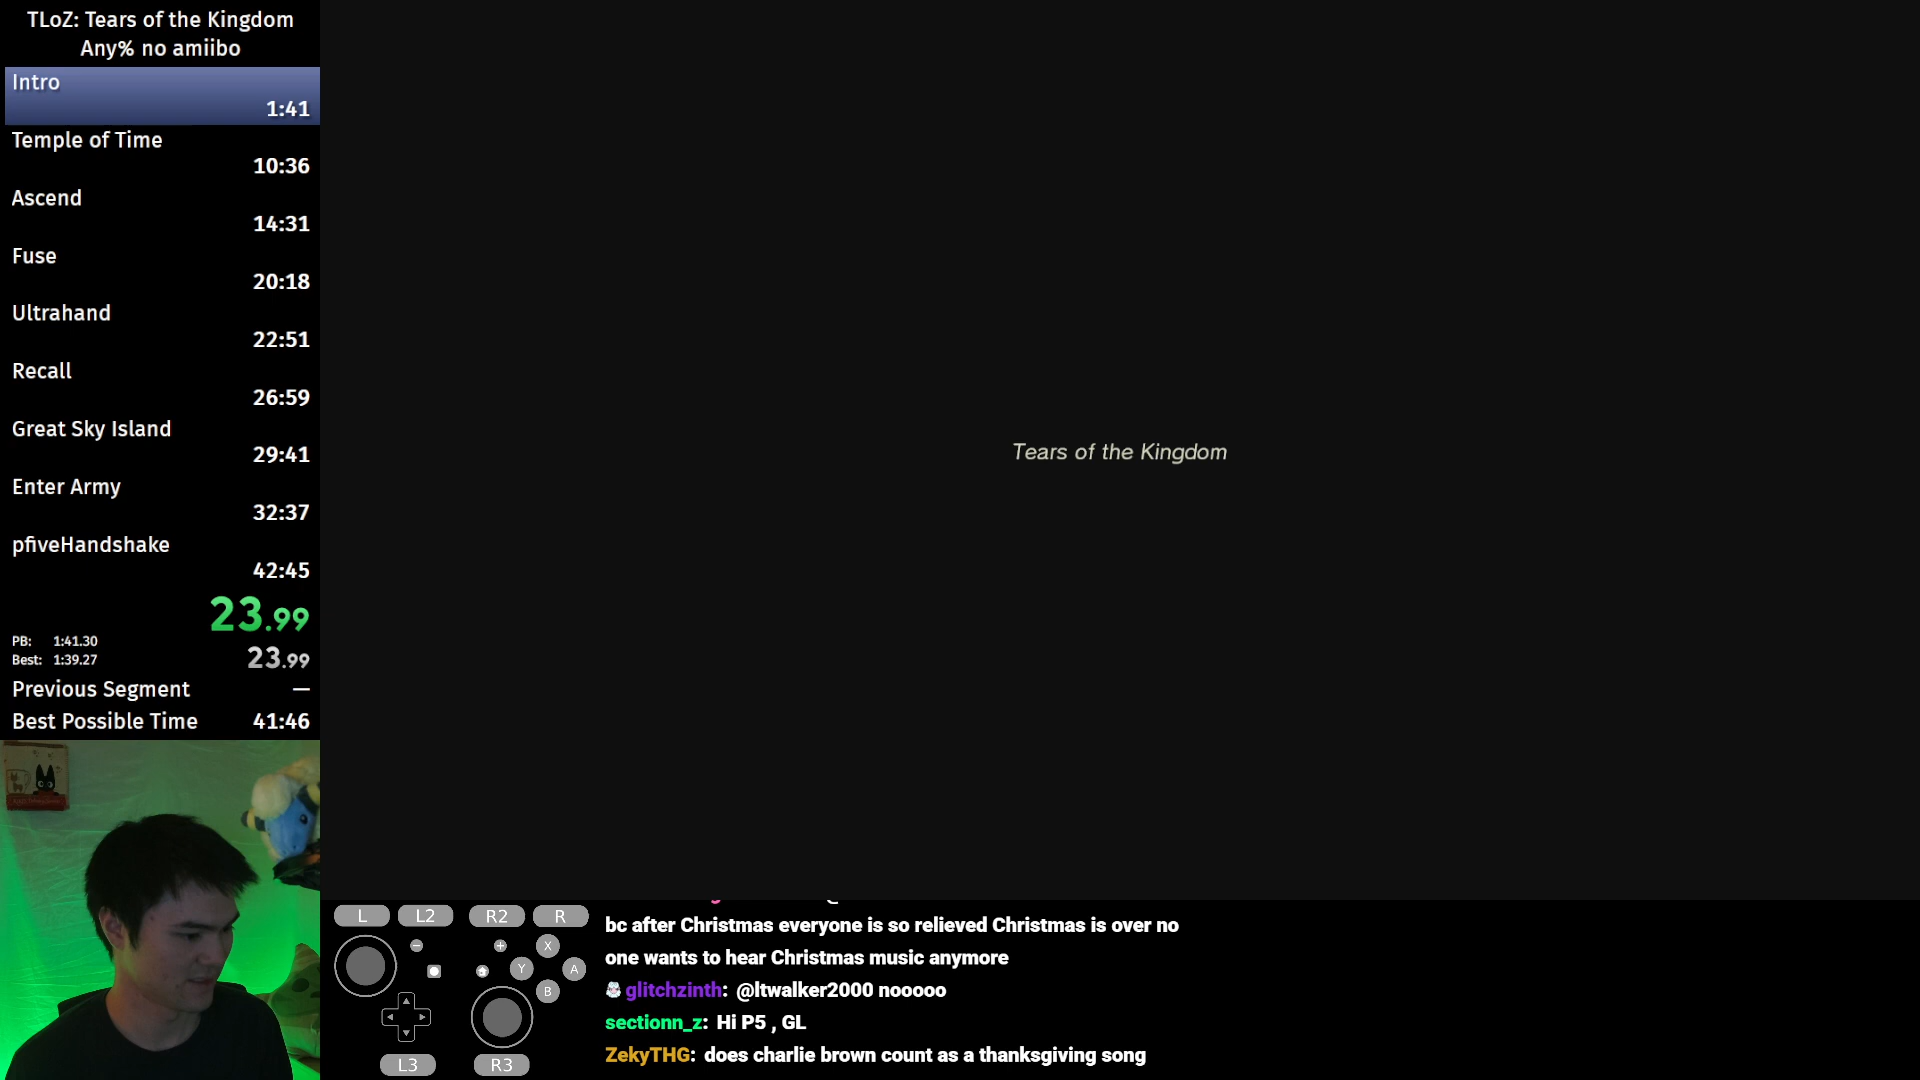 TLoZ: Tears of the Kingdom
Any% no amiibo
Intro
1:41
Temple of Time
10:36
Ascend
14:31
Fuse
20:18
Ultrahand
22:51
Recall
26:59
Great Sky Island
29:41
Enter Army
32:37
pfiveHandshake
42:45
23.99
PB: 1:41.30
Best: 1:39.27
23.99
Previous Segment —
Best Possible Time 41:46
Tears of the Kingdom
L L2 R2 R
X
Y A
B
L3 R3
bc after Christmas everyone is so relieved Christmas is over no
one wants to hear Christmas music anymore
glitchzinth: @ltwalker2000 nooooo
sectionn_z: Hi P5 , GL
ZekyTHG: does charlie brown count as a thanksgiving song